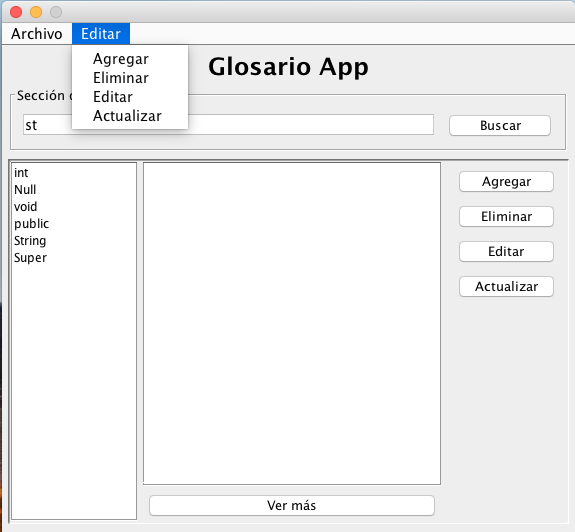 Archivo Editar
Agregar
Eliminar
Editar
Actualizar
Glosario App
Sección
st
Buscar
int
Null
void
public
String
Super
Agregar
Eliminar
Editar
Actualizar
Ver más